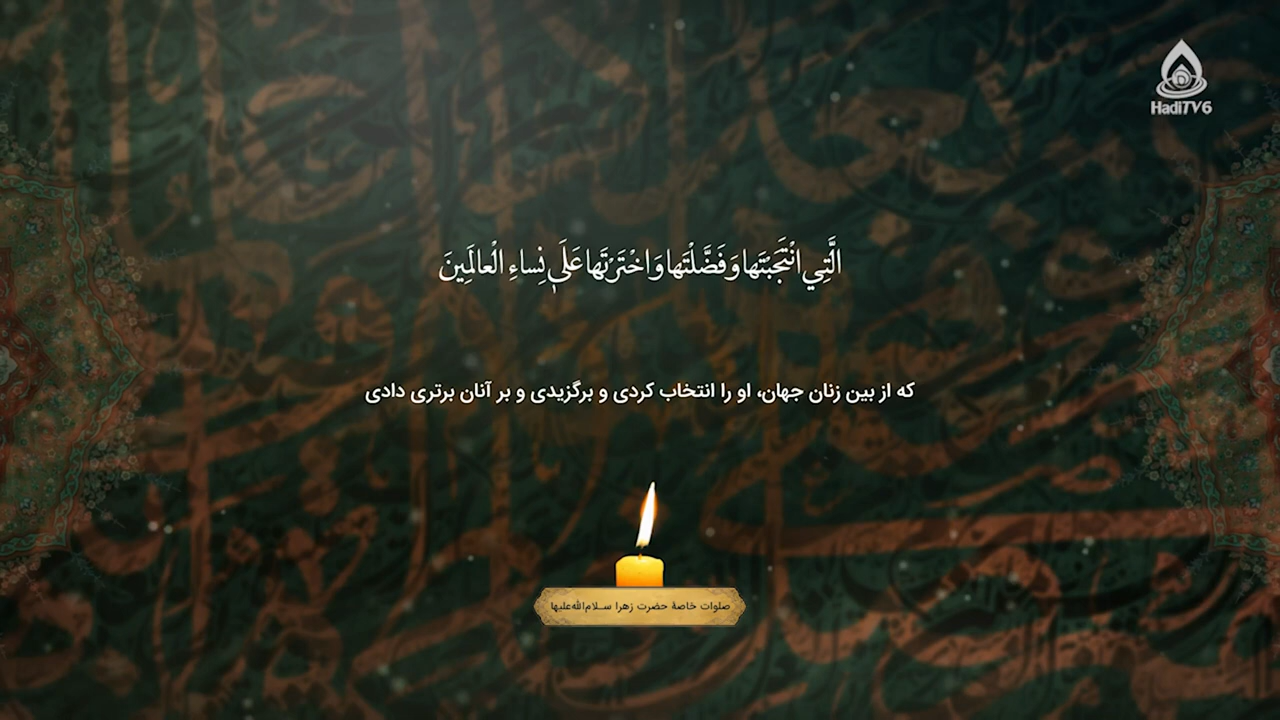 HadiTV6
الَّتِي انْتَجَبْتَها وَفَضَّلْتَها وَاخْتَرْتَها عَلَىٰ نِساءِ الْعالَمِينَ
که از بین زنان جهان، او را انتخاب کردی و برگزیدی و بر آنان برتری دادی
صلوات خاصهٔ حضرت زهرا سلام‌الله‌علیها